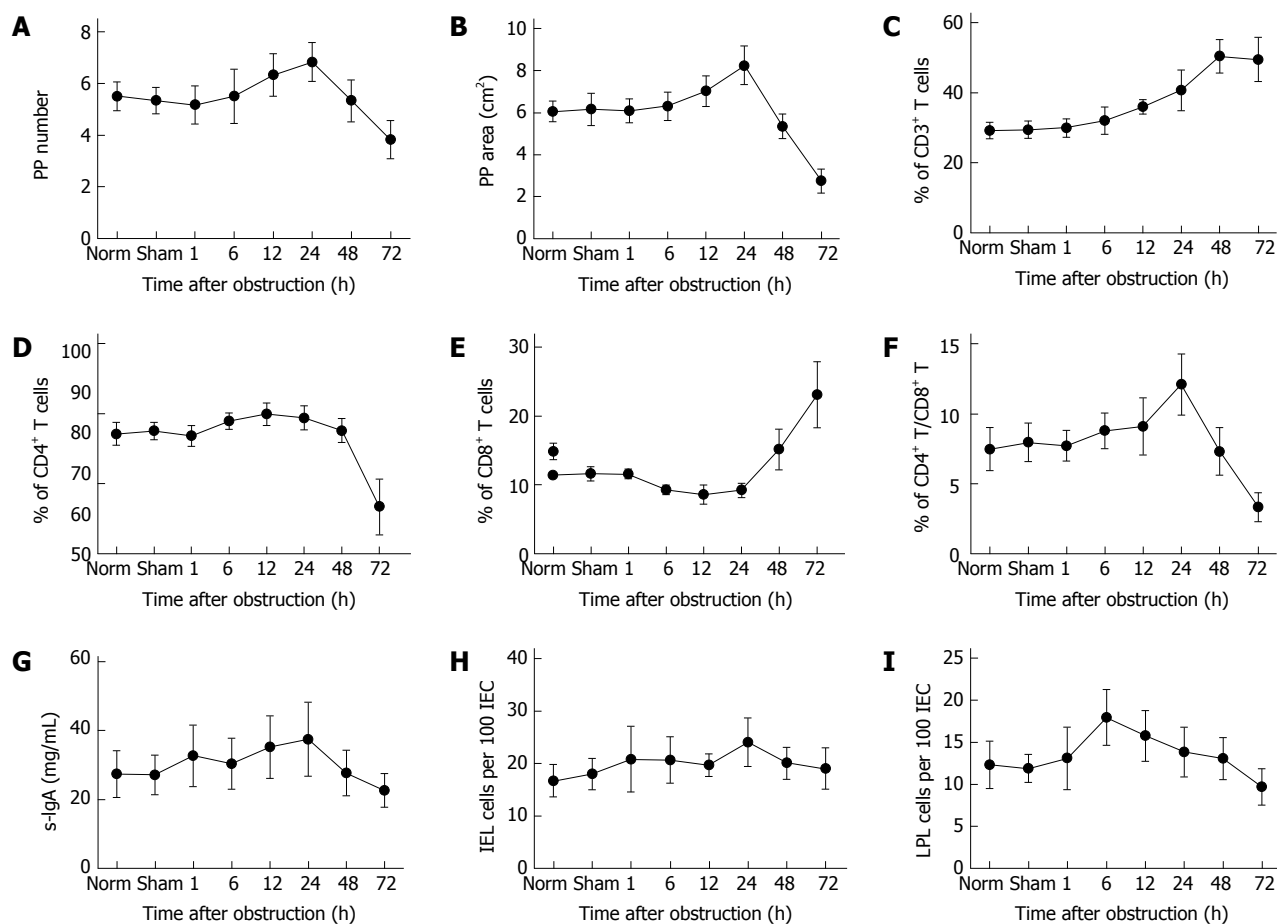 A
PP number
8
6
4
2
0
Norm Sham 1 6 12 24 48 72
Time after obstruction (h)
B
PP area (cm²)
10
8
6
4
2
0
Norm Sham 1 6 12 24 48 72
Time after obstruction (h)
C
% of CD3⁺ T cells
60
40
20
0
Norm Sham 1 6 12 24 48 72
Time after obstruction (h)
D
% of CD4⁺ T cells
100
90
80
70
60
50
Norm Sham 1 6 12 24 48 72
Time after obstruction (h)
E
% of CD8⁺ T cells
30
20
10
0
Norm Sham 1 6 12 24 48 72
Time after obstruction (h)
F
% of CD4⁺ T/CD8⁺ T
15
10
5
0
Norm Sham 1 6 12 24 48 72
Time after obstruction (h)
G
s-IgA (mg/mL)
60
40
20
0
Norm Sham 1 6 12 24 48 72
Time after obstruction (h)
H
IEL cells per 100 IEC
40
30
20
10
0
Norm Sham 1 6 12 24 48 72
Time after obstruction (h)
I
LPL cells per 100 IEC
25
20
15
10
5
0
Norm Sham 1 6 12 24 48 72
Time after obstruction (h)